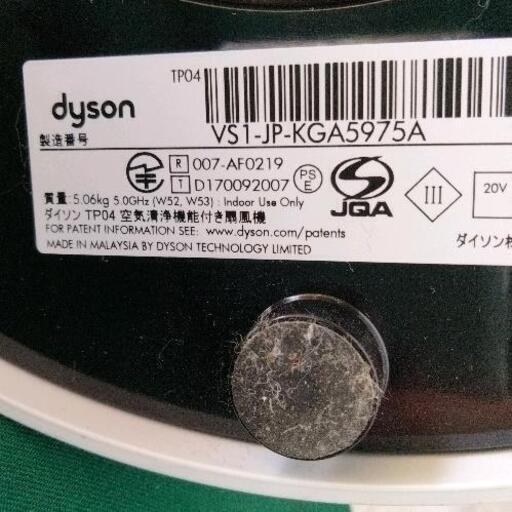 TP04
dyson
製造番号
VS1-JP-KGA5975A
R 007-AF0219
T D170092007
PS E
JQA
III
20V
質量: 5.06kg 5.0GHz (W52, W53) : Indoor Use Only
ダイソン TP04 空気清浄機能付き扇風機
FOR PATENT INFORMATION SEE: www.dyson.com/patents
MADE IN MALAYSIA BY DYSON TECHNOLOGY LIMITED
ダイソン